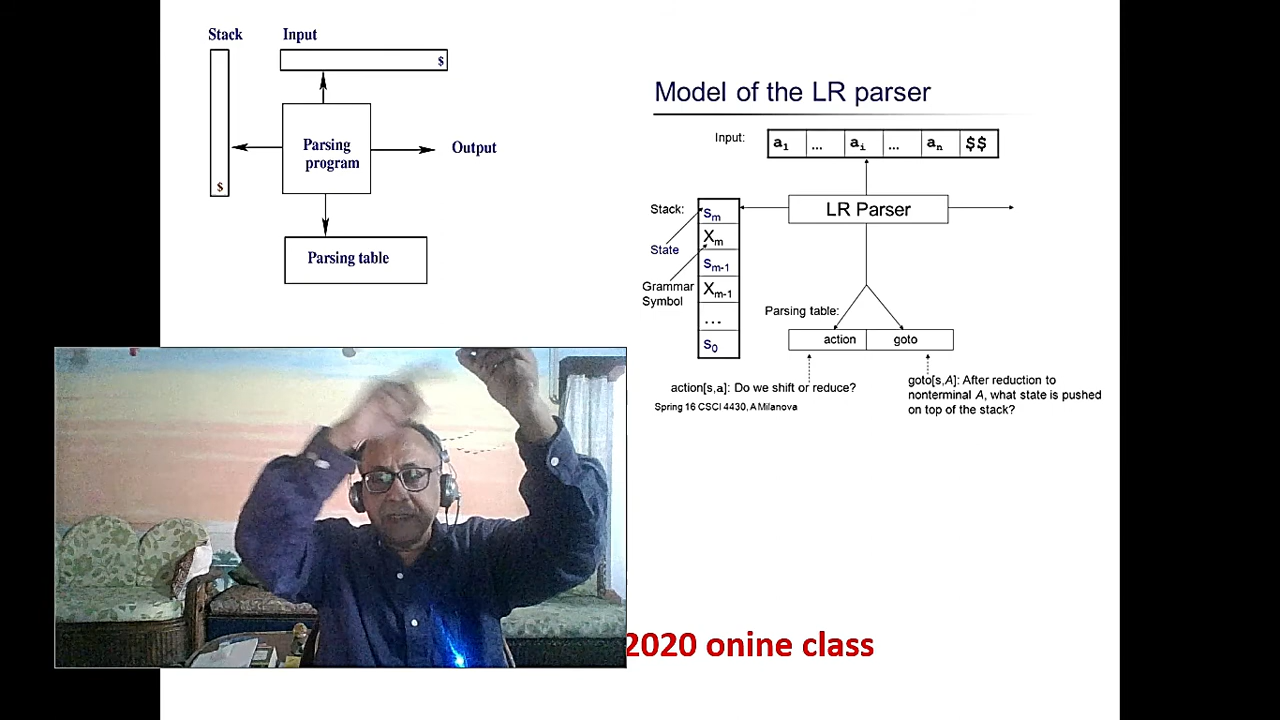 Stack
Input
$
Parsing
program
Output
$
Parsing table
Model of the LR parser
Input:
a1 ... ai ... an $$
LR Parser
Stack:
sm
Xm
State
sm-1
Grammar
Symbol
Xm-1
...
s0
Parsing table:
action goto
action[s,a]: Do we shift or reduce?
Spring 16 CSCI 4430, A Milanova
goto[s,A]: After reduction to
nonterminal A, what state is pushed
on top of the stack?
2020 onine class